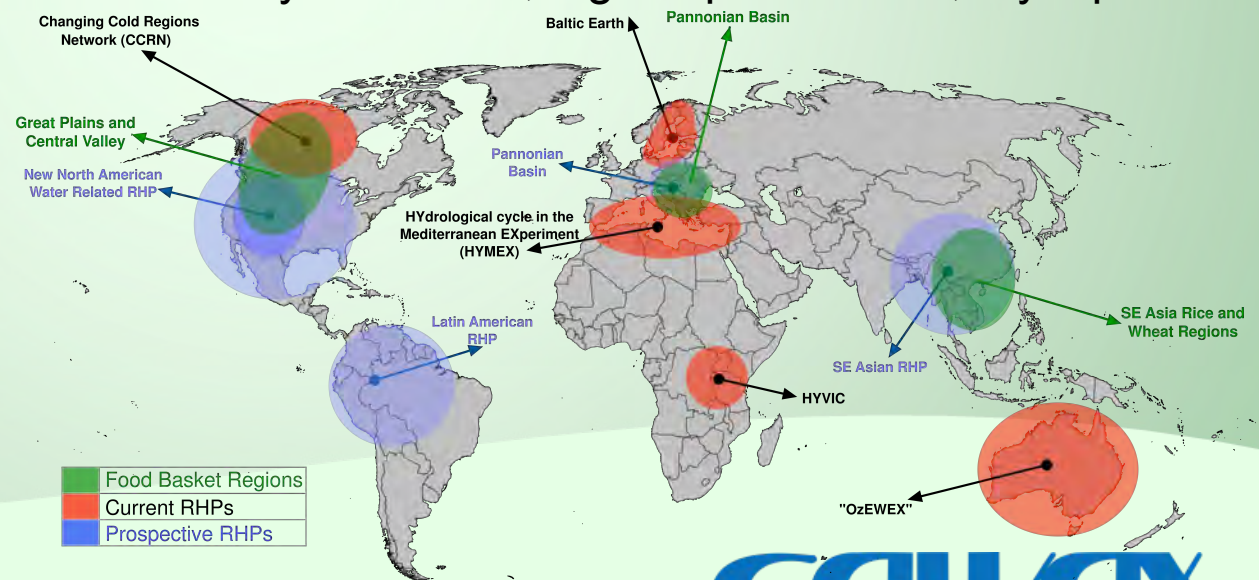 Changing Cold Regions
Network (CCRN)
Baltic Earth
Pannonian Basin
Great Plains and
Central Valley
New North American
Water Related RHP
Pannonian
Basin
HYdrological cycle in the
Mediterranean EXperiment
(HYMEX)
Latin American
RHP
SE Asia Rice and
Wheat Regions
SE Asian RHP
HYVIC
"OzEWEX"
Food Basket Regions
Current RHPs
Prospective RHPs